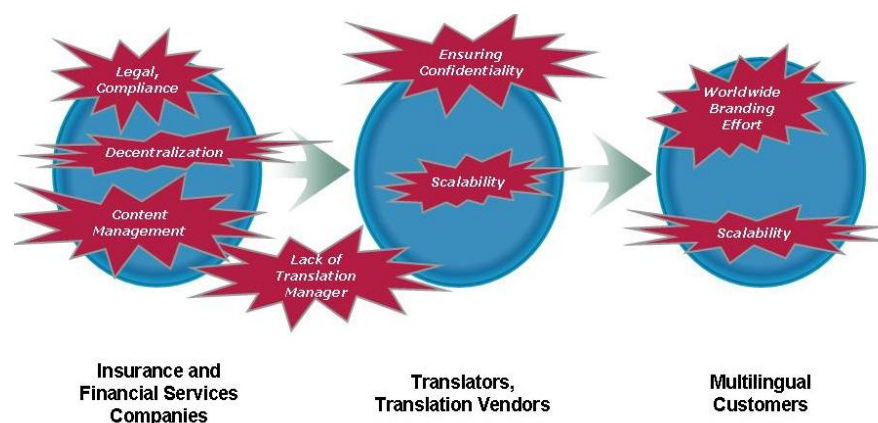 Legal,
Compliance
Decentralization
Content
Management
Lack of
Translation
Manager
Ensuring
Confidentiality
Scalability
Worldwide
Branding
Effort
Scalability
Insurance and
Financial Services
Companies
Translators,
Translation Vendors
Multilingual
Customers